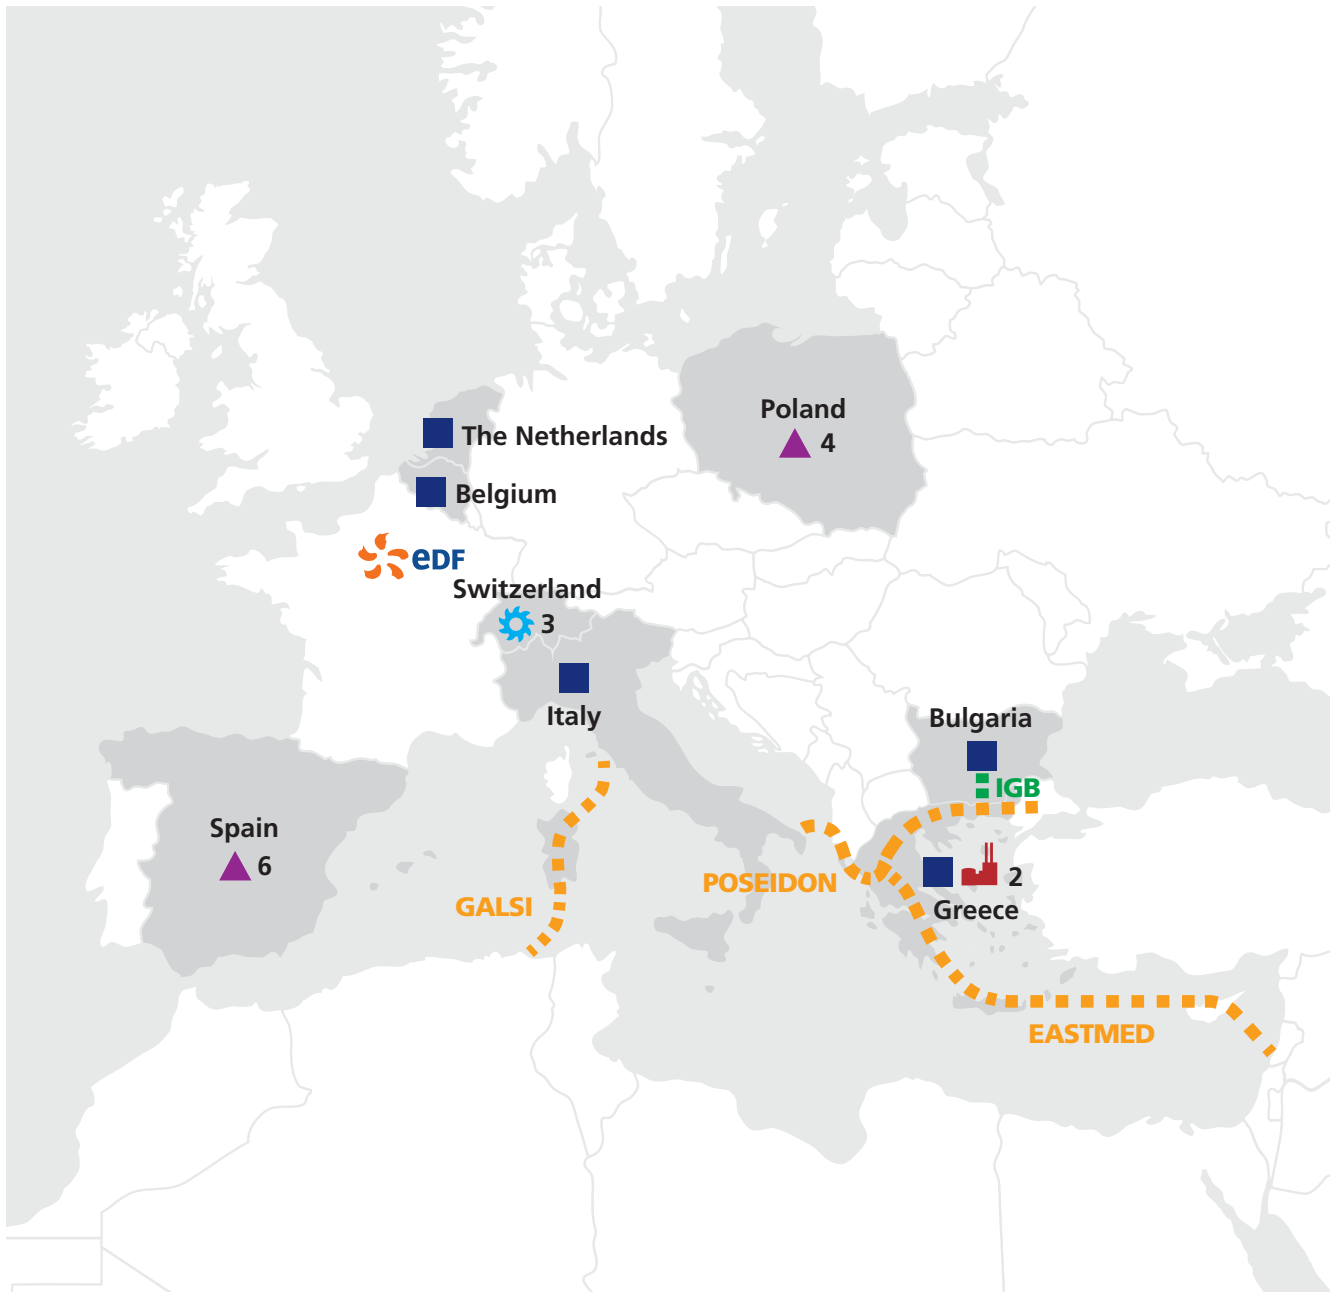 Poland
4
The Netherlands
Belgium
eDF
Switzerland
3
Italy
Bulgaria
IGB
Spain
6
POSEIDON
2
GALSI
Greece
EASTMED